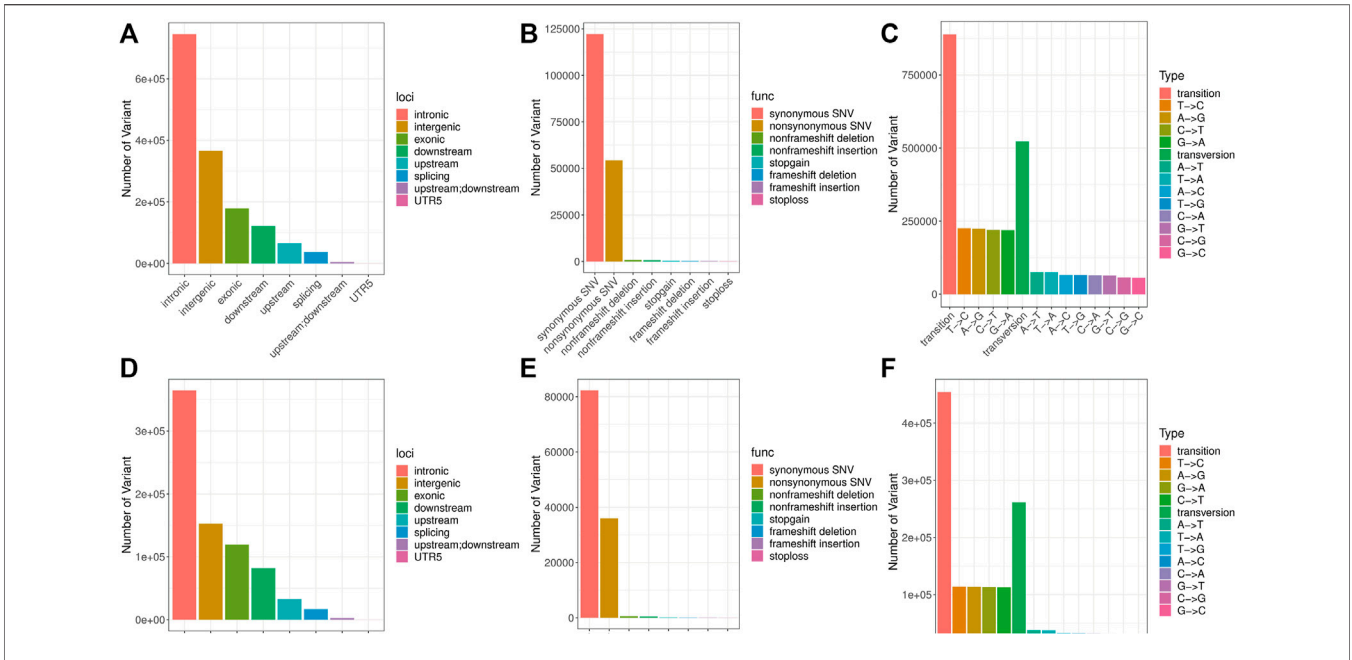 A
Number of Variant
6e+05
4e+05
2e+05
0e+00
intronic
intergenic
exonic
downstream
upstream
splicing
upstream;downstream
UTR5
loci
intronic
intergenic
exonic
downstream
upstream
splicing
upstream;downstream
UTR5
B
Number of Variant
125000
100000
75000
50000
25000
0
synonymous SNV
nonsynonymous SNV
nonframeshift deletion
nonframeshift insertion
stopgain
frameshift deletion
frameshift insertion
stoploss
func
synonymous SNV
nonsynonymous SNV
nonframeshift deletion
nonframeshift insertion
stopgain
frameshift deletion
frameshift insertion
stoploss
C
Number of Variant
750000
500000
250000
0
transition
T->C
A->G
C->T
G->A
transversion
A->T
T->A
A->C
T->G
C->A
G->T
C->G
G->C
Type
transition
T->C
A->G
C->T
G->A
transversion
A->T
T->A
A->C
T->G
C->A
G->T
C->G
G->C
D
Number of Variant
3e+05
2e+05
1e+05
0e+00
loci
intronic
intergenic
exonic
downstream
upstream
splicing
upstream;downstream
UTR5
E
Number of Variant
80000
60000
40000
20000
0
func
synonymous SNV
nonsynonymous SNV
nonframeshift deletion
nonframeshift insertion
stopgain
frameshift deletion
frameshift insertion
stoploss
F
Number of Variant
4e+05
3e+05
2e+05
1e+05
Type
transition
T->C
A->G
G->A
C->T
transversion
A->T
T->A
T->G
A->C
C->A
G->T
C->G
G->C